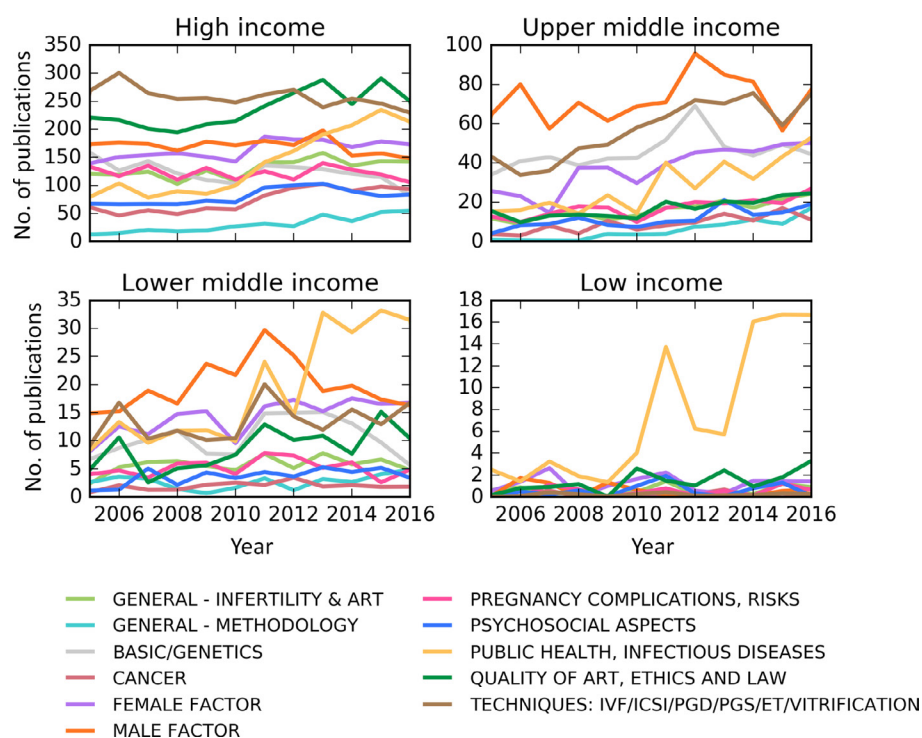 High income
Upper middle income
No. of publications
350
300
250
200
150
100
50
0
100
80
60
40
20
0
Lower middle income
Low income
No. of publications
35
30
25
20
15
10
5
0
18
16
14
12
10
8
6
4
2
0
2006 2008 2010 2012 2014 2016
2006 2008 2010 2012 2014 2016
Year
Year
GENERAL - INFERTILITY & ART
GENERAL - METHODOLOGY
BASIC/GENETICS
CANCER
FEMALE FACTOR
MALE FACTOR
PREGNANCY COMPLICATIONS, RISKS
PSYCHOSOCIAL ASPECTS
PUBLIC HEALTH, INFECTIOUS DISEASES
QUALITY OF ART, ETHICS AND LAW
TECHNIQUES: IVF/ICSI/PGD/PGS/ET/VITRIFICATION